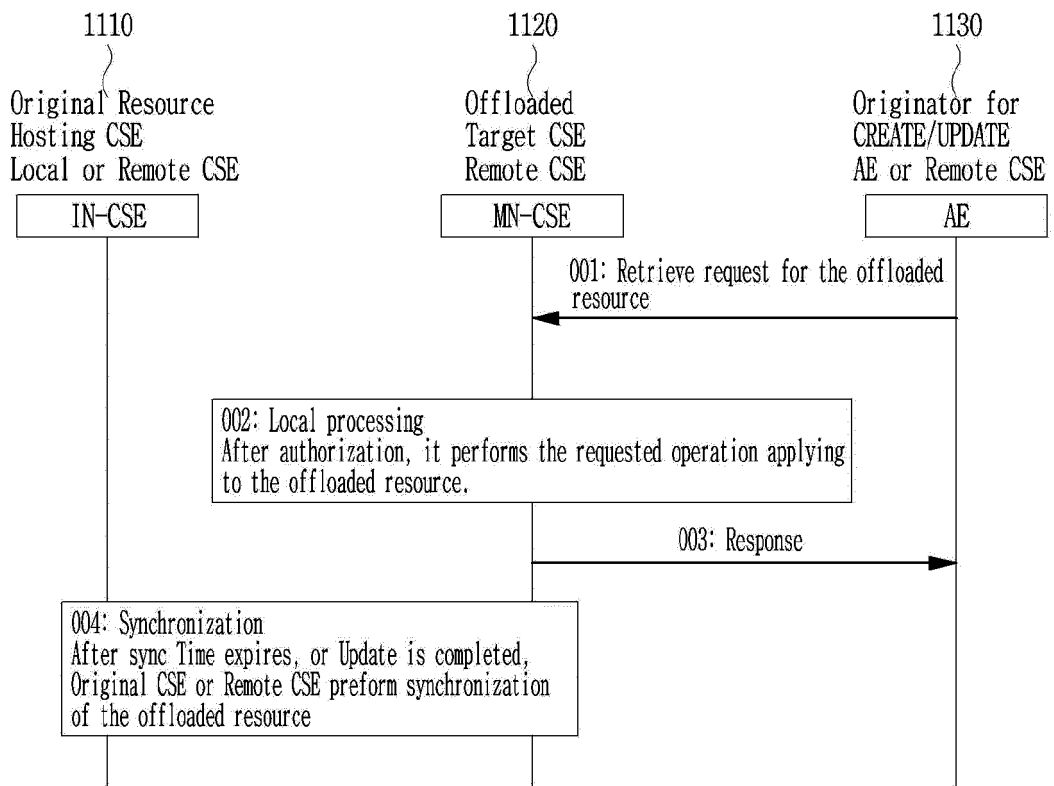 1110
1120
1130
Original Resource
Hosting CSE
Local or Remote CSE
Offloaded
Target CSE
Remote CSE
Originator for
CREATE/UPDATE
AE or Remote CSE
IN-CSE
MN-CSE
AE
001: Retrieve request for the offloaded
resource
002: Local processing
After authorization, it performs the requested operation applying
to the offloaded resource.
003: Response
004: Synchronization
After sync Time expires, or Update is completed,
Original CSE or Remote CSE preform synchronization
of the offloaded resource